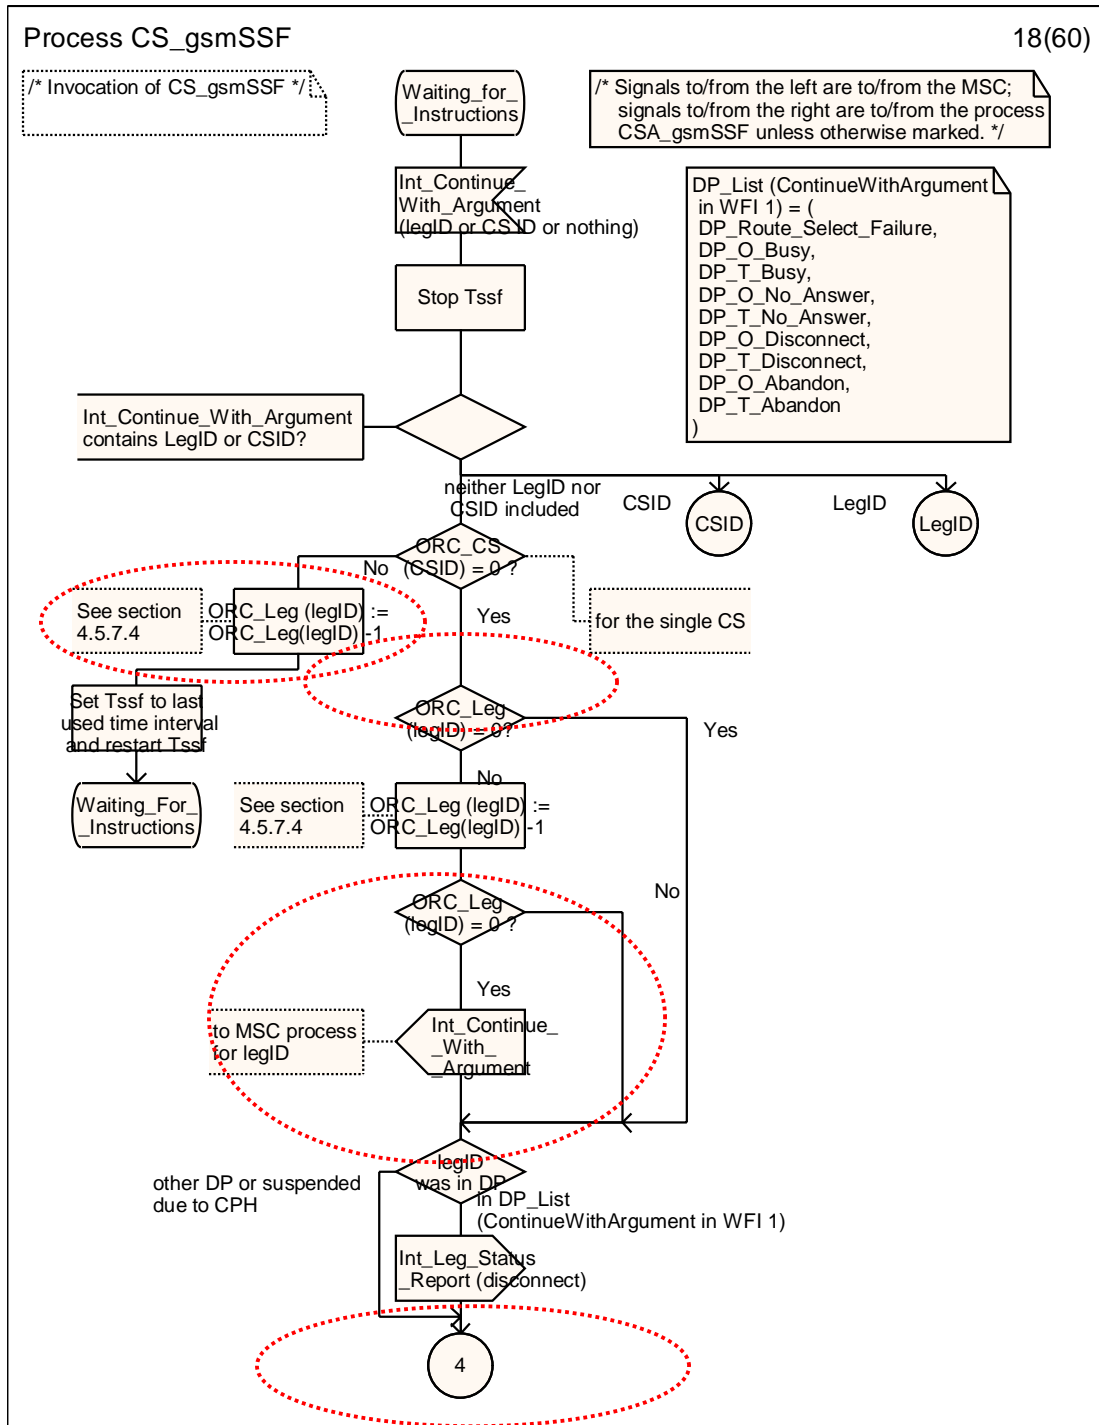 Process CS_gsmSSF
18(60)
/* Invocation of CS_gsmSSF */
Waiting_for_
_Instructions
/* Signals to/from the left are to/from the MSC;
signals to/from the right are to/from the process
CSA_gsmSSF unless otherwise marked. */
Int_Continue_
With_Argument
(legID or CS ID or nothing)
DP_List (ContinueWithArgument
in WFI 1) = (
DP_Route_Select_Failure,
DP_O_Busy,
DP_T_Busy,
DP_O_No_Answer,
DP_T_No_Answer,
DP_O_Disconnect,
DP_T_Disconnect,
DP_O_Abandon,
DP_T_Abandon
)
Stop Tssf
Int_Continue_With_Argument
contains LegID or CSID?
neither LegID nor
CSID included
CSID
CSID
LegID
LegID
ORC_CS
(CSID) = 0 ?
No
Yes
for the single CS
See section
4.5.7.4
ORC_Leg (legID) :=
ORC_Leg(legID) -1
Set Tssf to last
used time interval
and restart Tssf
Waiting_For_
_Instructions
ORC_Leg
(legID) = 0?
Yes
No
See section
4.5.7.4
ORC_Leg (legID) :=
ORC_Leg(legID) -1
ORC_Leg
(legID) = 0 ?
No
Yes
to MSC process
for legID
Int_Continue_
_With_
_Argument
legID
was in DP
other DP or suspended
due to CPH
in DP_List
(ContinueWithArgument in WFI 1)
Int_Leg_Status
_Report (disconnect)
4